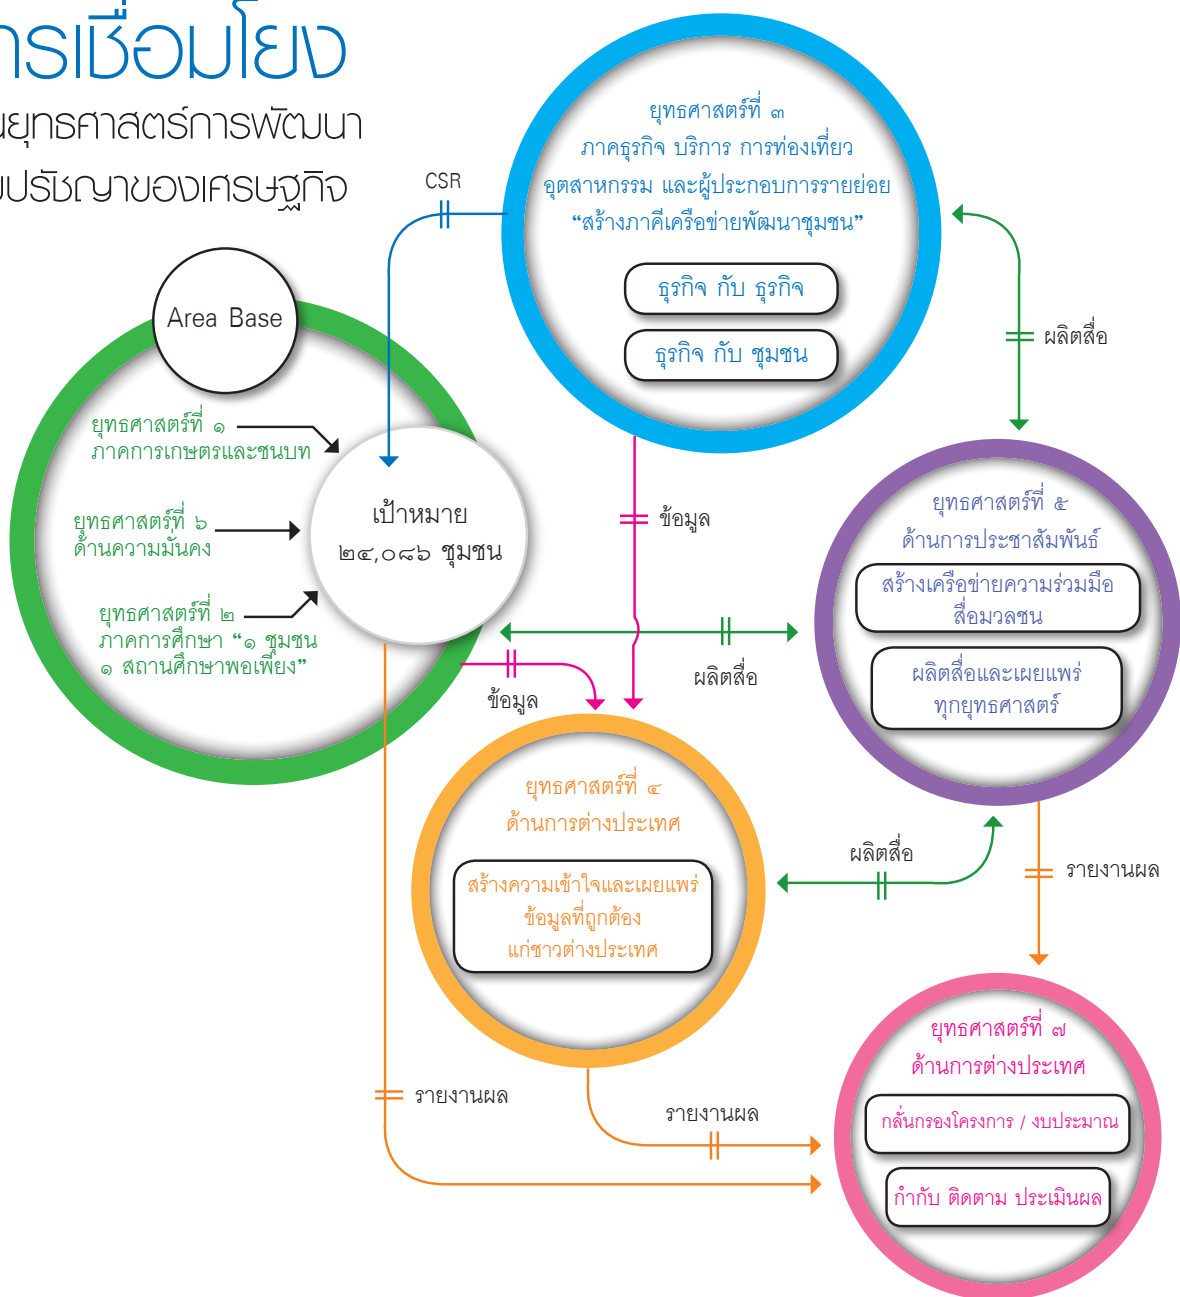 ารเชื่อมโยง
นยุทธศาสตร์การพัฒนา
มปรัชญาของเศรษฐกิจ
CSR
ยุทธศาสตร์ที่ ๓
ภาคธุรกิจ บริการ การท่องเที่ยว
อุตสาหกรรม และผู้ประกอบการรายย่อย
“สร้างภาคีเครือข่ายพัฒนาชุมชน”
ธุรกิจ กับ ธุรกิจ
ธุรกิจ กับ ชุมชน
ผลิตสื่อ
Area Base
ยุทธศาสตร์ที่ ๑
ภาคการเกษตรและชนบท
ยุทธศาสตร์ที่ ๖
ด้านความมั่นคง
ยุทธศาสตร์ที่ ๒
ภาคการศึกษา “๑ ชุมชน
๑ สถานศึกษาพอเพียง”
เป้าหมาย
๒๔,๐๘๖ ชุมชน
ข้อมูล
ข้อมูล
ผลิตสื่อ
ยุทธศาสตร์ที่ ๕
ด้านการประชาสัมพันธ์
สร้างเครือข่ายความร่วมมือ
สื่อมวลชน
ผลิตสื่อและเผยแพร่
ทุกยุทธศาสตร์
ยุทธศาสตร์ที่ ๔
ด้านการต่างประเทศ
สร้างความเข้าใจและเผยแพร่
ข้อมูลที่ถูกต้อง
แก่ชาวต่างประเทศ
ผลิตสื่อ
รายงานผล
รายงานผล
รายงานผล
ยุทธศาสตร์ที่ ๗
ด้านการต่างประเทศ
กลั่นกรองโครงการ / งบประมาณ
กำกับ ติดตาม ประเมินผล